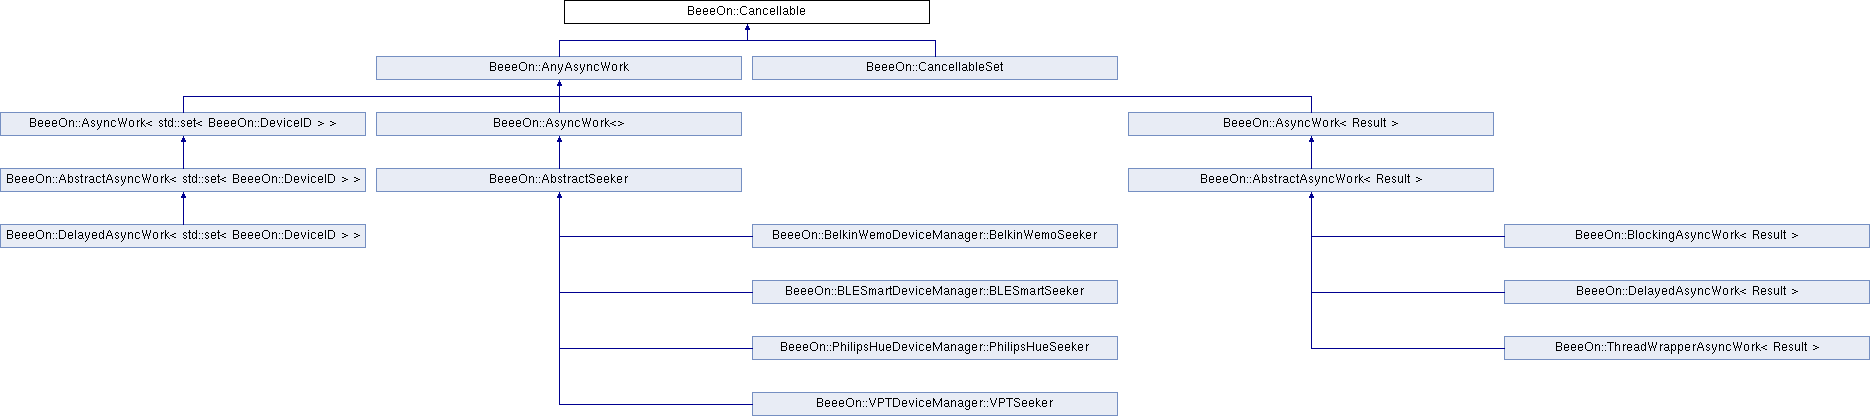 BeeeOn::Cancellable
BeeeOn::AnyAsyncWork
BeeeOn::CancellableSet
BeeeOn::AsyncWork< std::set< BeeeOn::DeviceID > >
BeeeOn::AsyncWork<>
BeeeOn::AsyncWork< Result >
BeeeOn::AbstractAsyncWork< std::set< BeeeOn::DeviceID > >
BeeeOn::AbstractSeeker
BeeeOn::AbstractAsyncWork< Result >
BeeeOn::DelayedAsyncWork< std::set< BeeeOn::DeviceID > >
BeeeOn::BelkinWemoDeviceManager::BelkinWemoSeeker
BeeeOn::BlockingAsyncWork< Result >
BeeeOn::BLESmartDeviceManager::BLESmartSeeker
BeeeOn::DelayedAsyncWork< Result >
BeeeOn::PhilipsHueDeviceManager::PhilipsHueSeeker
BeeeOn::ThreadWrapperAsyncWork< Result >
BeeeOn::VPTDeviceManager::VPTSeeker